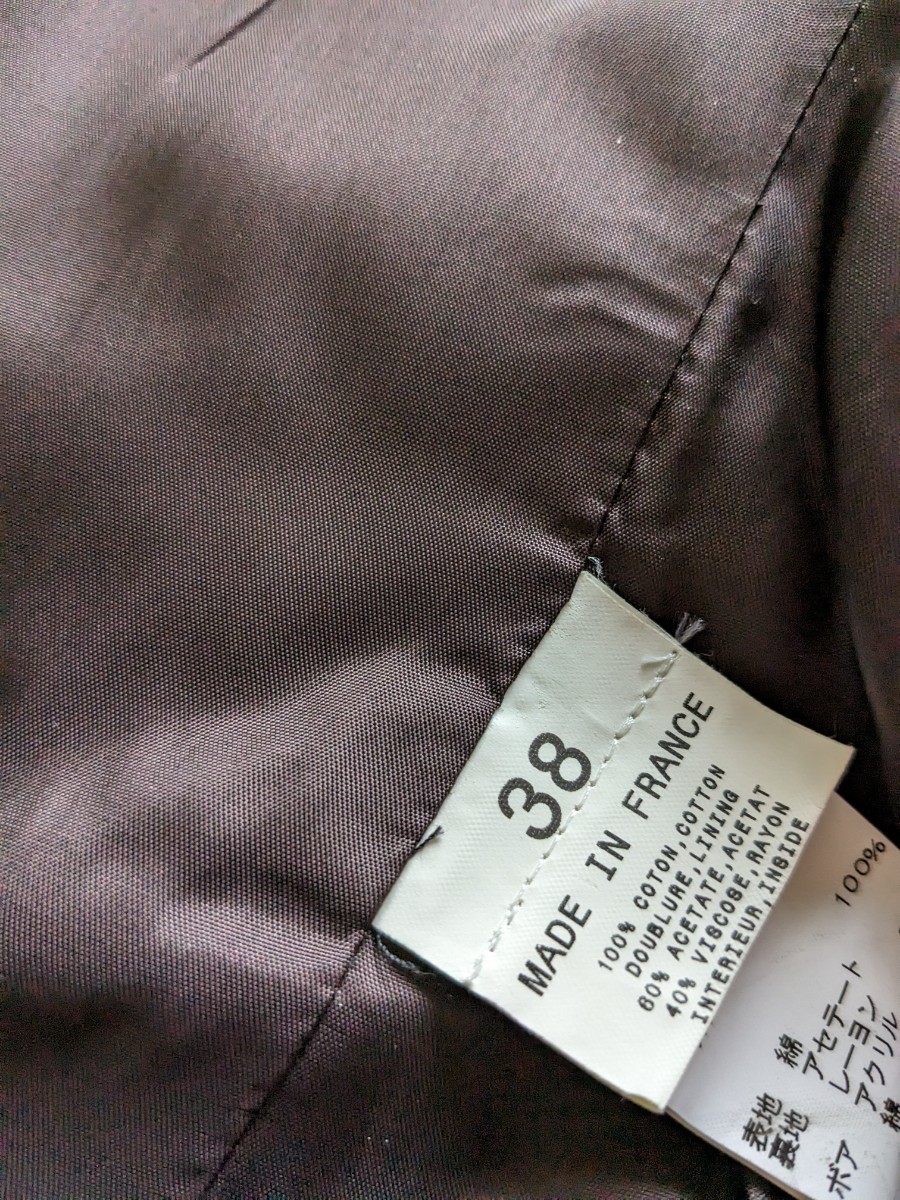 38
MADE IN FRANCE
100% COTON,COTTON
DOUBLURE,LINING
60% ACETATE,ACETAT
40% VISCOSE,RAYON
INTERIEUR,INSIDE
表地 綿 100%
裏地 アセテート
レーヨン
ボア アクリル
綿